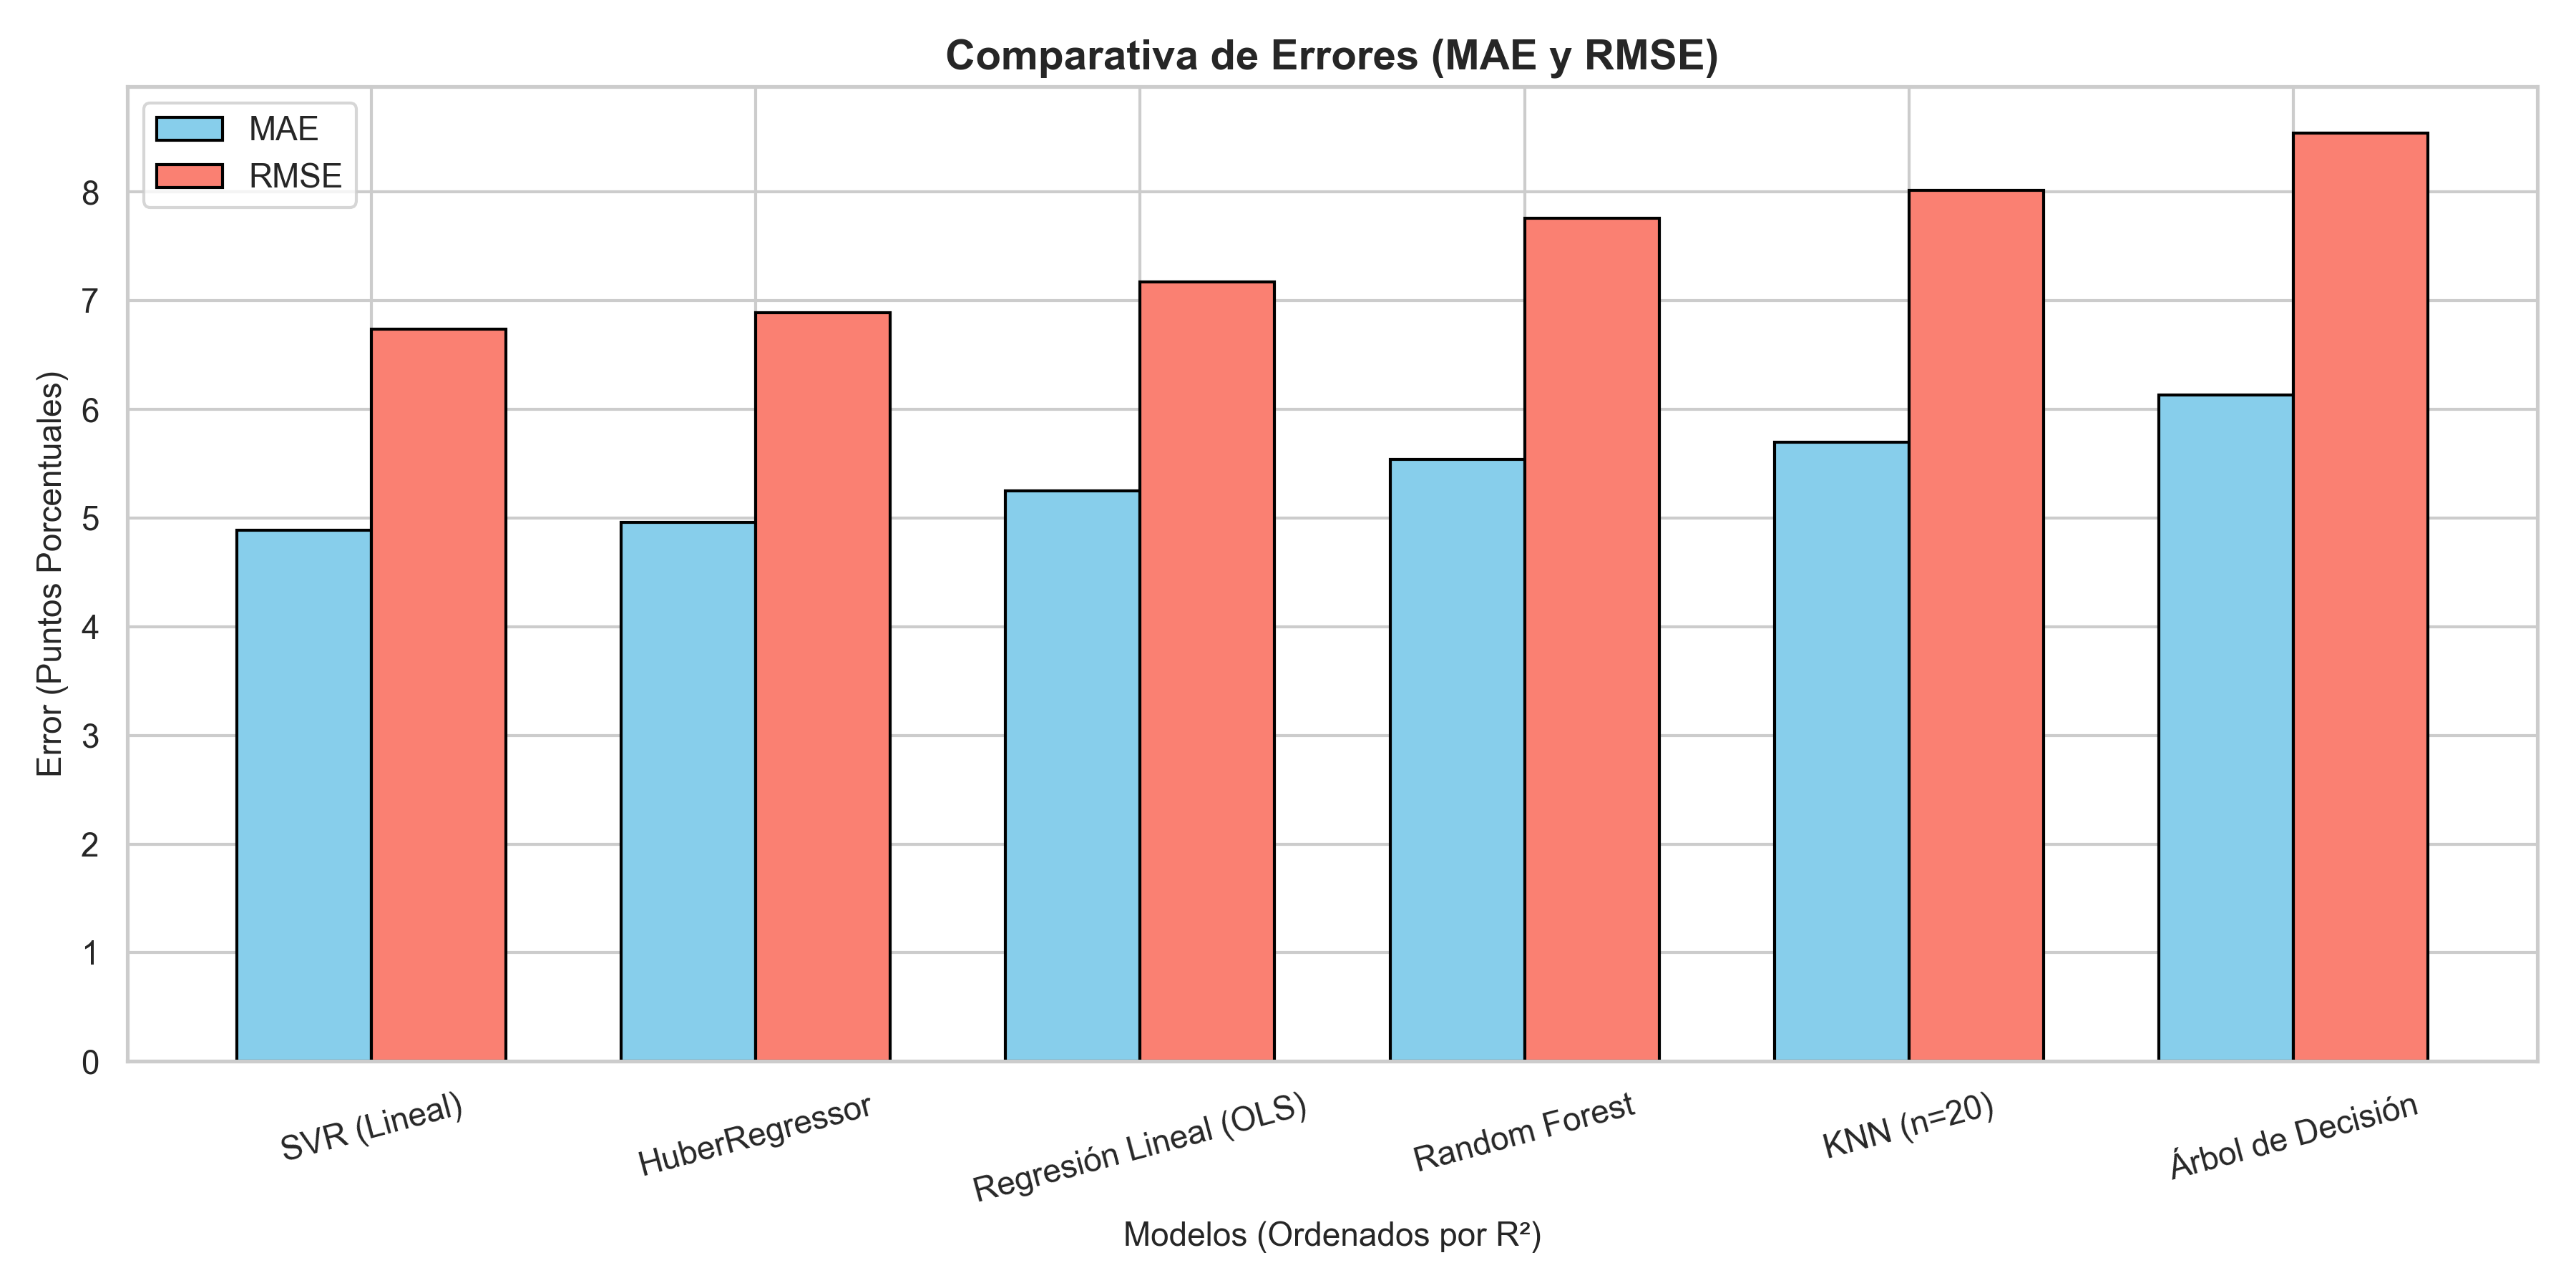 Comparativa de Errores (MAE y RMSE)
MAE
RMSE
Error (Puntos Porcentuales)
8
7
6
5
4
3
2
1
0
SVR (Lineal)
HuberRegressor
Regresión Lineal (OLS)
Random Forest
KNN (n=20)
Árbol de Decisión
Modelos (Ordenados por R²)